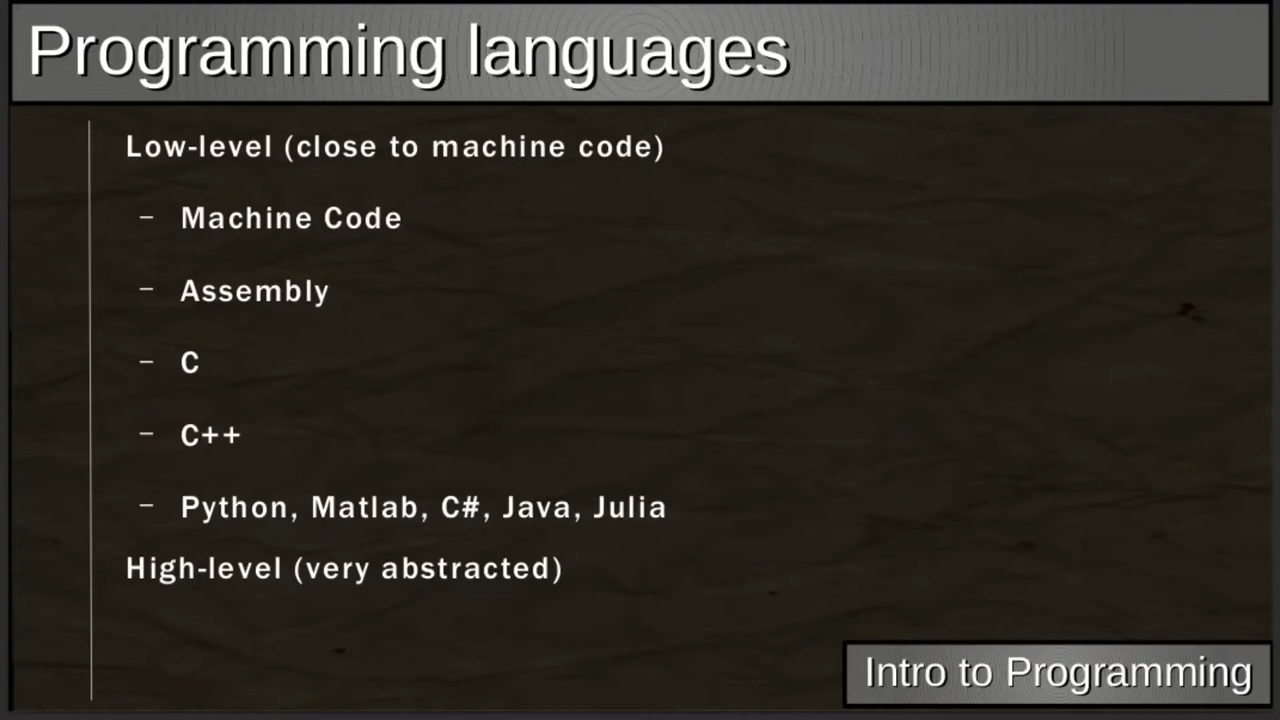 Programming languages
Low-level (close to machine code)
– Machine Code
– Assembly
– C
– C++
– Python, Matlab, C#, Java, Julia
High-level (very abstracted)
Intro to Programming